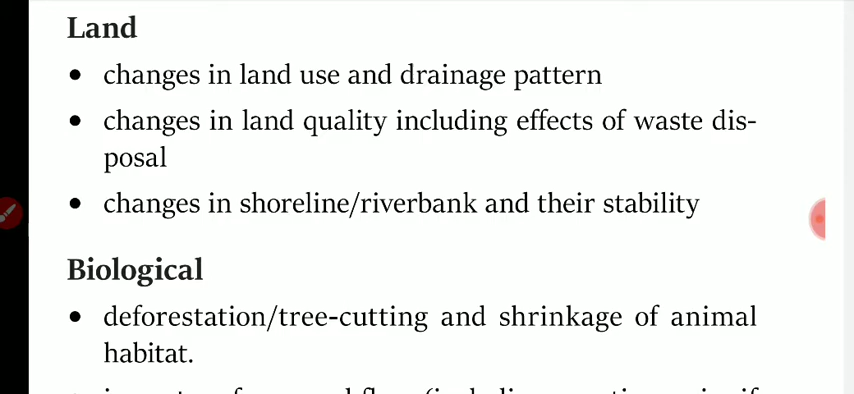 Land
• changes in land use and drainage pattern
• changes in land quality including effects of waste dis-
posal
• changes in shoreline/riverbank and their stability
Biological
• deforestation/tree-cutting and shrinkage of animal
habitat.